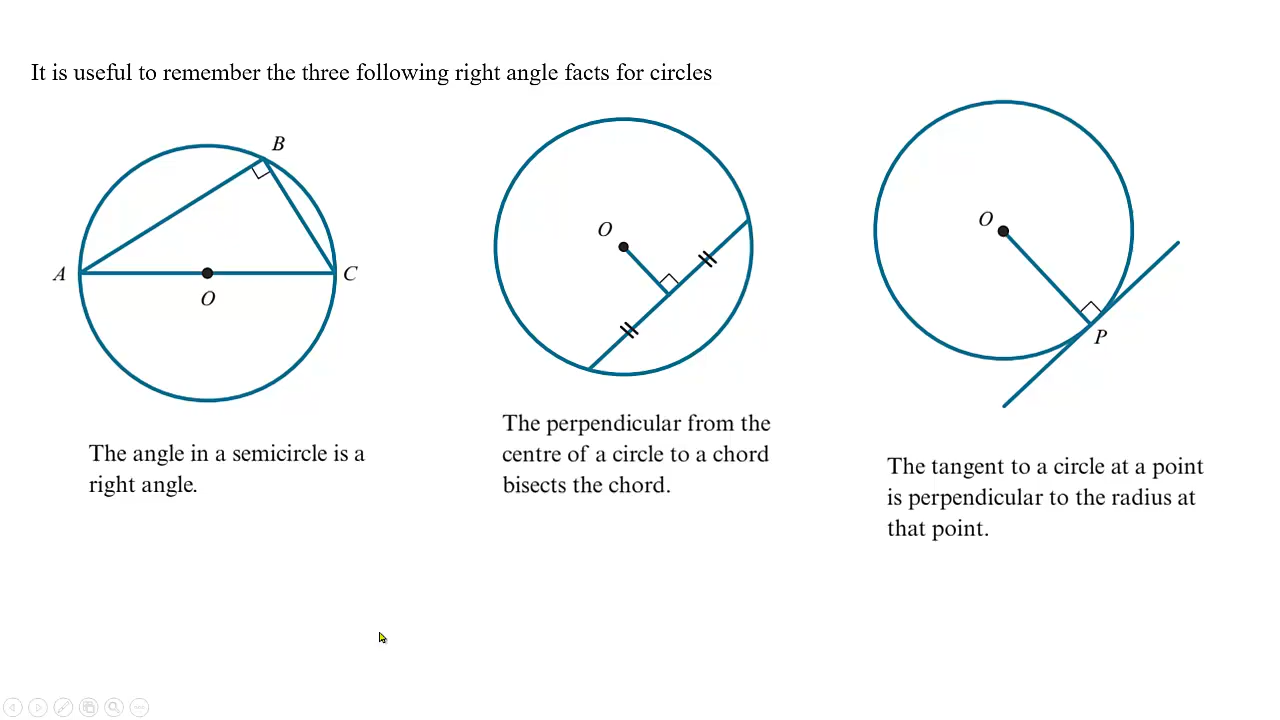 It is useful to remember the three following right angle facts for circles
B
A
C
O
The angle in a semicircle is a
right angle.
O
The perpendicular from the
centre of a circle to a chord
bisects the chord.
O
P
The tangent to a circle at a point
is perpendicular to the radius at
that point.